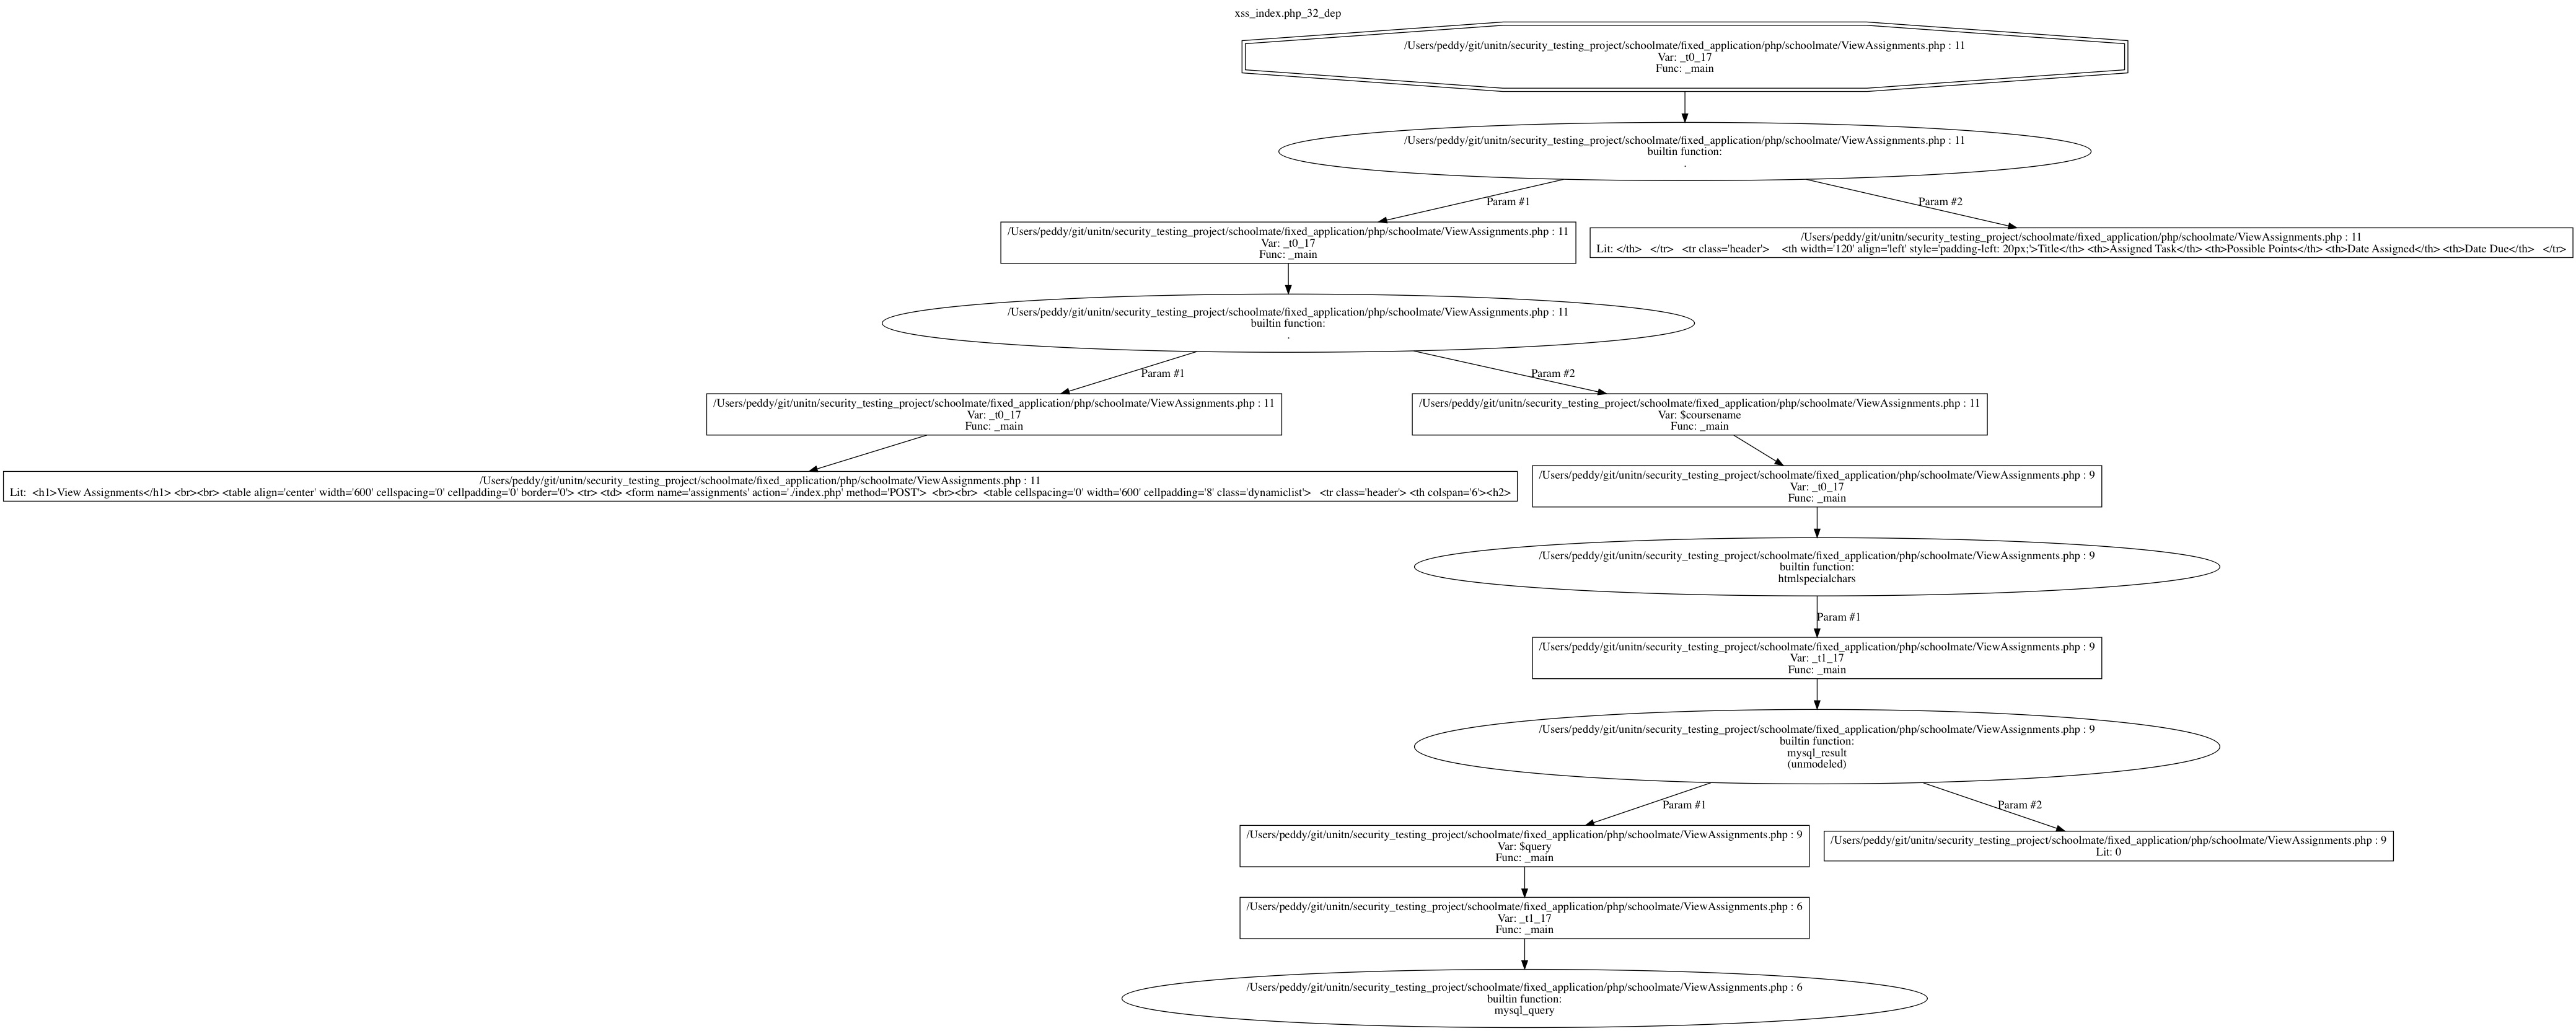 xss_index.php_32_dep
/Users/peddy/git/unitn/security_testing_project/schoolmate/fixed_application/php/schoolmate/ViewAssignments.php : 11
Var: _t0_17
Func: _main
/Users/peddy/git/unitn/security_testing_project/schoolmate/fixed_application/php/schoolmate/ViewAssignments.php : 11
builtin function:
.
Param #1
Param #2
/Users/peddy/git/unitn/security_testing_project/schoolmate/fixed_application/php/schoolmate/ViewAssignments.php : 11
Var: _t0_17
Func: _main
/Users/peddy/git/unitn/security_testing_project/schoolmate/fixed_application/php/schoolmate/ViewAssignments.php : 11
Lit: </th>   </tr>   <tr class='header'>    <th width='120' align='left' style='padding-left: 20px;'>Title</th> <th>Assigned Task</th> <th>Possible Points</th> <th>Date Assigned</th> <th>Date Due</th>   </tr>
/Users/peddy/git/unitn/security_testing_project/schoolmate/fixed_application/php/schoolmate/ViewAssignments.php : 11
builtin function:
.
Param #1
Param #2
/Users/peddy/git/unitn/security_testing_project/schoolmate/fixed_application/php/schoolmate/ViewAssignments.php : 11
Var: _t0_17
Func: _main
/Users/peddy/git/unitn/security_testing_project/schoolmate/fixed_application/php/schoolmate/ViewAssignments.php : 11
Var: $coursename
Func: _main
/Users/peddy/git/unitn/security_testing_project/schoolmate/fixed_application/php/schoolmate/ViewAssignments.php : 11
Lit:  <h1>View Assignments</h1> <br><br> <table align='center' width='600' cellspacing='0' cellpadding='0' border='0'> <tr> <td> <form name='assignments' action='./index.php' method='POST'>  <br><br>  <table cellspacing='0' width='600' cellpadding='8' class='dynamiclist'>   <tr class='header'> <th colspan='6'><h2>
/Users/peddy/git/unitn/security_testing_project/schoolmate/fixed_application/php/schoolmate/ViewAssignments.php : 9
Var: _t0_17
Func: _main
/Users/peddy/git/unitn/security_testing_project/schoolmate/fixed_application/php/schoolmate/ViewAssignments.php : 9
builtin function:
htmlspecialchars
Param #1
/Users/peddy/git/unitn/security_testing_project/schoolmate/fixed_application/php/schoolmate/ViewAssignments.php : 9
Var: _t1_17
Func: _main
/Users/peddy/git/unitn/security_testing_project/schoolmate/fixed_application/php/schoolmate/ViewAssignments.php : 9
builtin function:
mysql_result
(unmodeled)
Param #1
Param #2
/Users/peddy/git/unitn/security_testing_project/schoolmate/fixed_application/php/schoolmate/ViewAssignments.php : 9
Var: $query
Func: _main
/Users/peddy/git/unitn/security_testing_project/schoolmate/fixed_application/php/schoolmate/ViewAssignments.php : 9
Lit: 0
/Users/peddy/git/unitn/security_testing_project/schoolmate/fixed_application/php/schoolmate/ViewAssignments.php : 6
Var: _t1_17
Func: _main
/Users/peddy/git/unitn/security_testing_project/schoolmate/fixed_application/php/schoolmate/ViewAssignments.php : 6
builtin function:
mysql_query